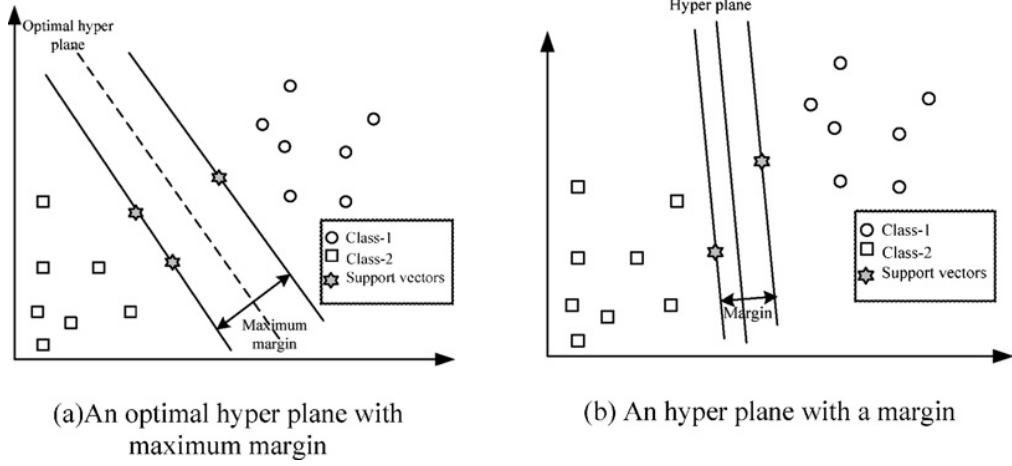 Optimal hyper
plane
Class-1
Class-2
Support vectors
Maximum
margin
(a)An optimal hyper plane with
maximum margin
Hyper plane
Class-1
Class-2
Support vectors
Margin
(b) An hyper plane with a margin